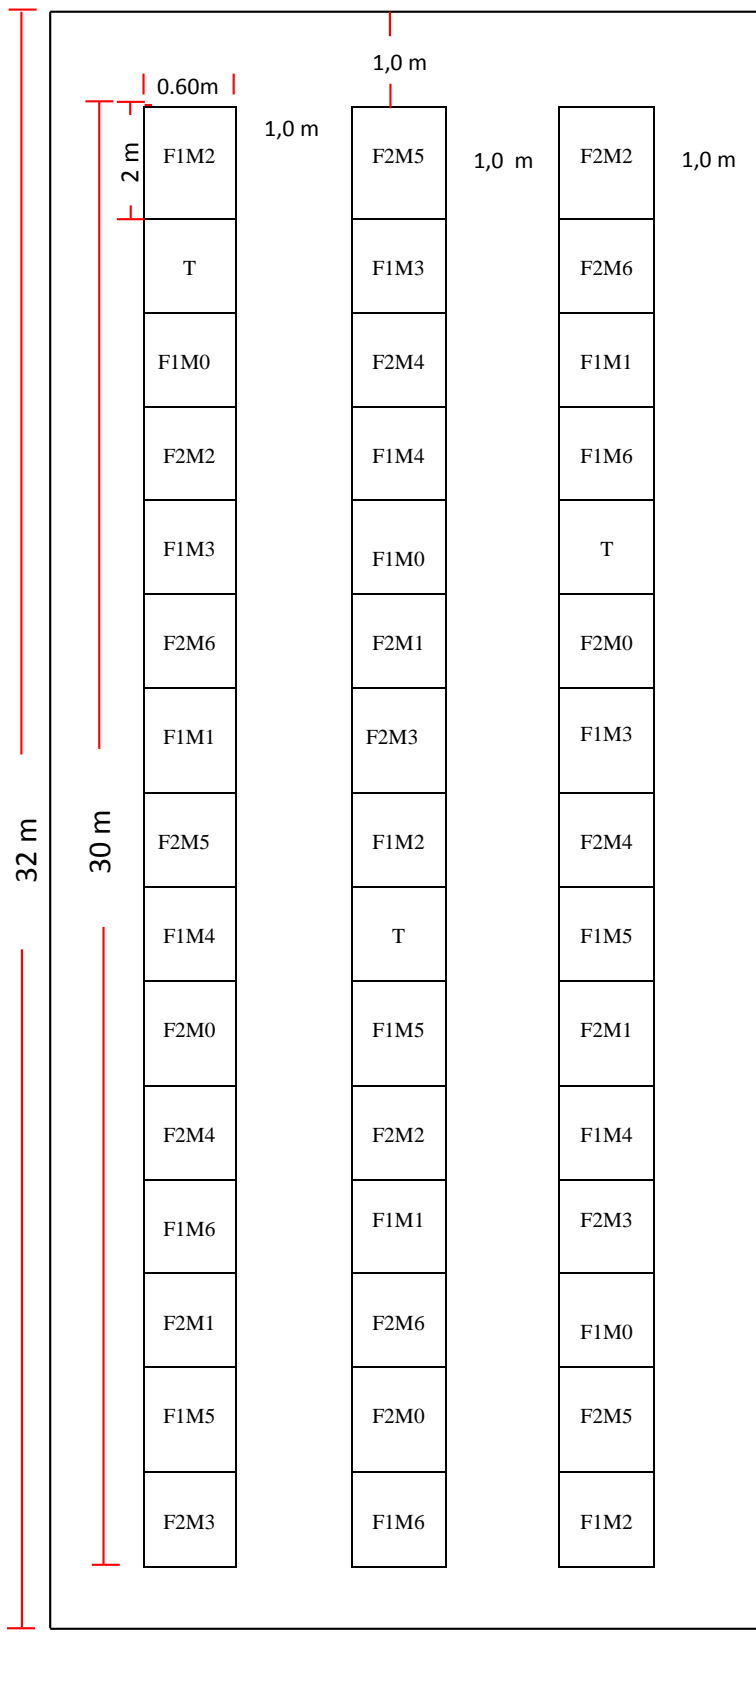 1,0 m
0.60m
1,0 m
1,0 m
1,0 m
2 m
32 m
30 m
F1M2 F2M5 F2M2
T F1M3 F2M6
F1M0 F2M4 F1M1
F2M2 F1M4 F1M6
F1M3 F1M0 T
F2M6 F2M1 F2M0
F1M1 F2M3 F1M3
F2M5 F1M2 F2M4
F1M4 T F1M5
F2M0 F1M5 F2M1
F2M4 F2M2 F1M4
F1M6 F1M1 F2M3
F2M1 F2M6 F1M0
F1M5 F2M0 F2M5
F2M3 F1M6 F1M2